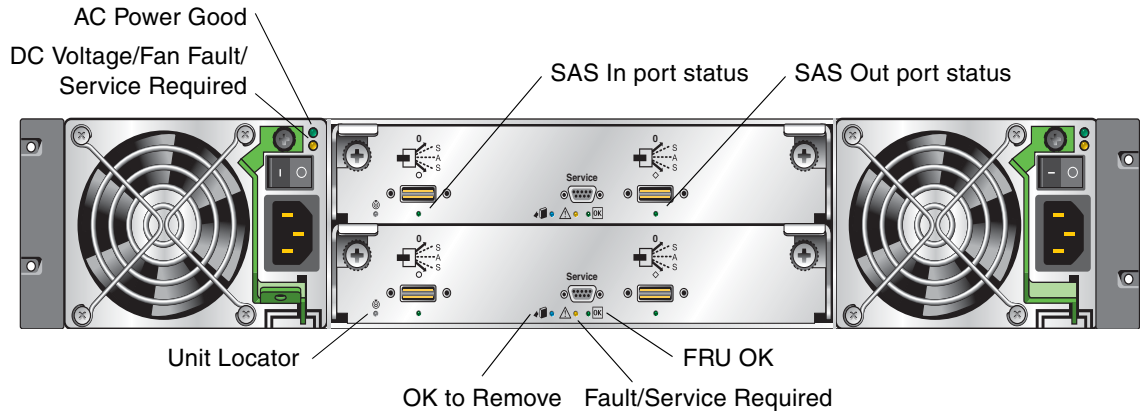 AC Power Good
DC Voltage/Fan Fault/
Service Required
SAS In port status
SAS Out port status
0
S
A
S
0
S
A
S
Service
OK
0
S
A
S
0
S
A
S
Service
OK
Unit Locator
FRU OK
OK to Remove
Fault/Service Required